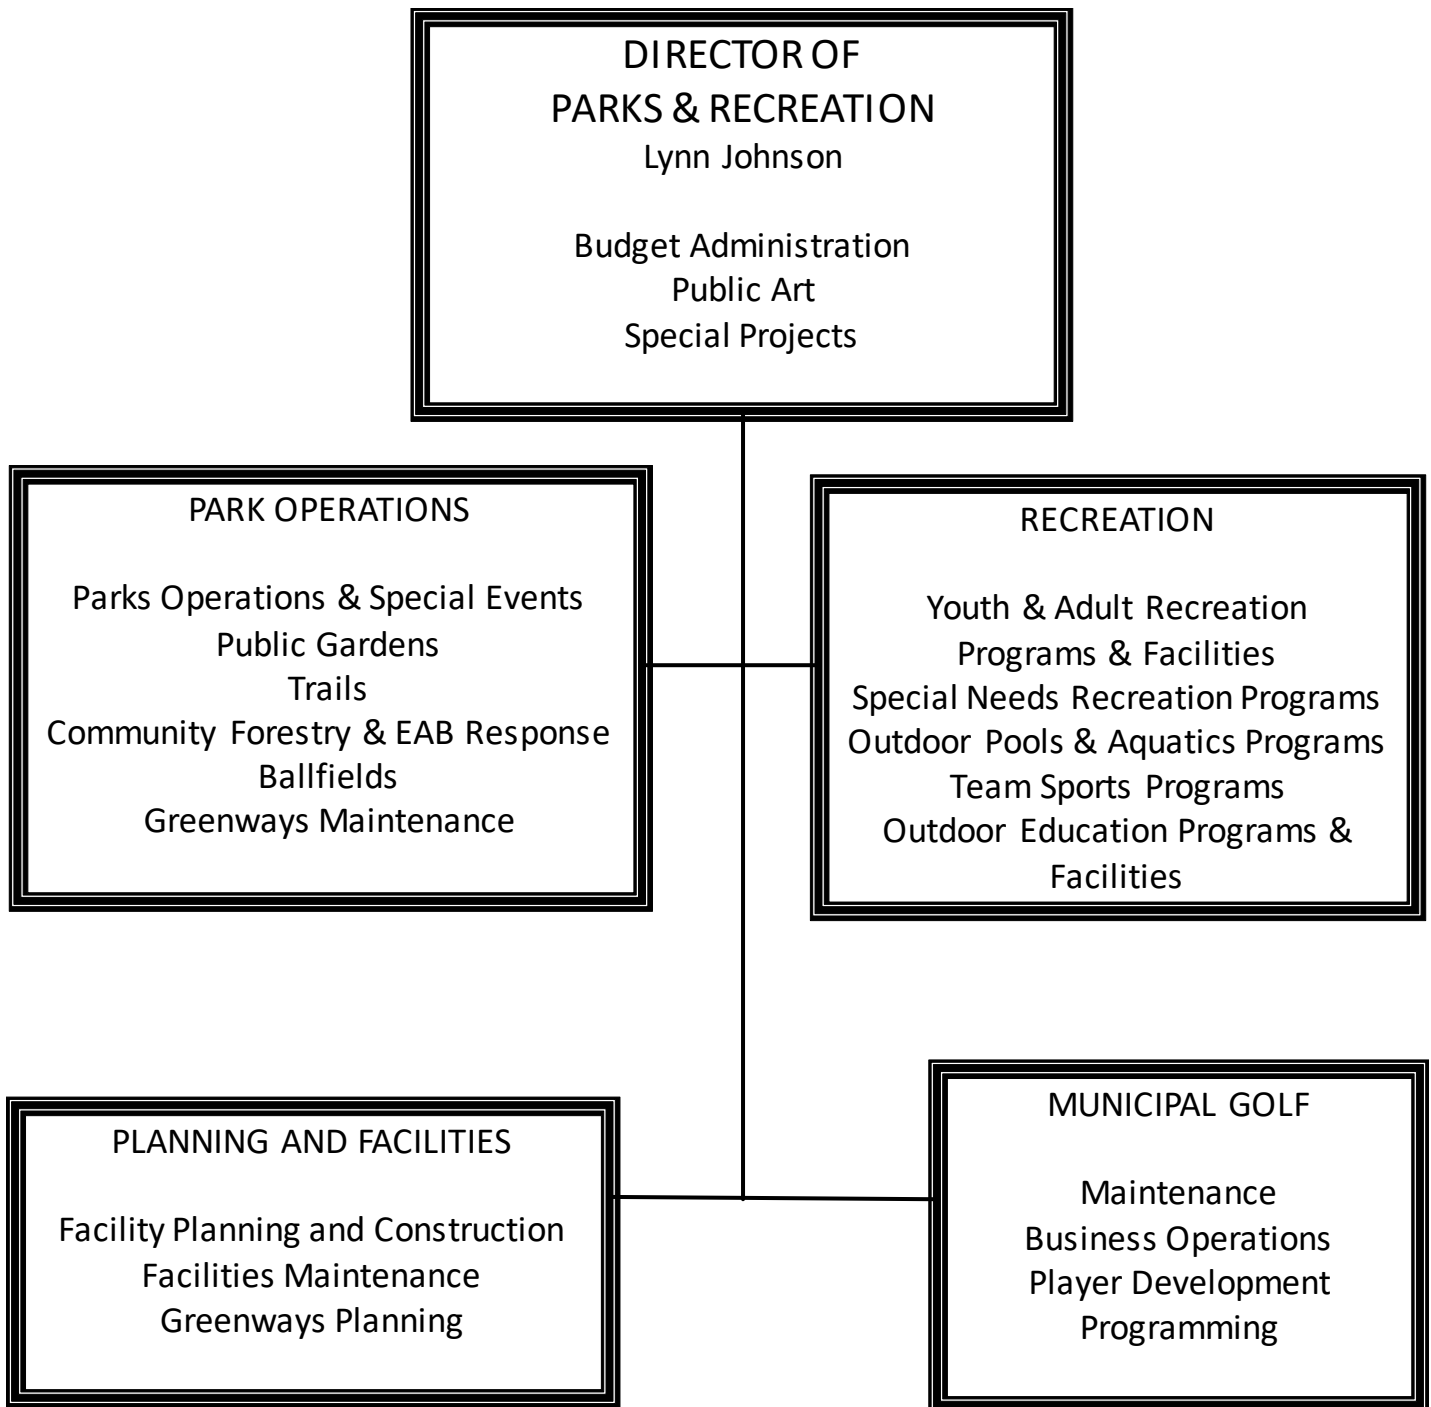 DIRECTOR OF
PARKS & RECREATION
Lynn Johnson
Budget Administration
Public Art
Special Projects
PARK OPERATIONS
Parks Operations & Special Events
Public Gardens
Trails
Community Forestry & EAB Response
Ballfields
Greenways Maintenance
RECREATION
Youth & Adult Recreation
Programs & Facilities
Special Needs Recreation Programs
Outdoor Pools & Aquatics Programs
Team Sports Programs
Outdoor Education Programs &
Facilities
PLANNING AND FACILITIES
Facility Planning and Construction
Facilities Maintenance
Greenways Planning
MUNICIPAL GOLF
Maintenance
Business Operations
Player Development
Programming